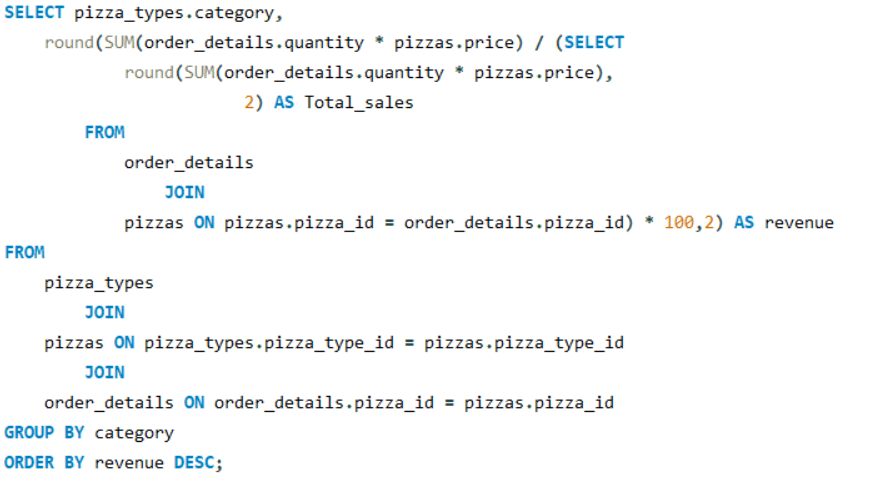 SELECT pizza_types.category,
    round(SUM(order_details.quantity * pizzas.price) / (SELECT
            round(SUM(order_details.quantity * pizzas.price),
                        2) AS Total_sales
        FROM
            order_details
                JOIN
            pizzas ON pizzas.pizza_id = order_details.pizza_id) * 100,2) AS revenue
FROM
    pizza_types
        JOIN
    pizzas ON pizza_types.pizza_type_id = pizzas.pizza_type_id
        JOIN
    order_details ON order_details.pizza_id = pizzas.pizza_id
GROUP BY category
ORDER BY revenue DESC;